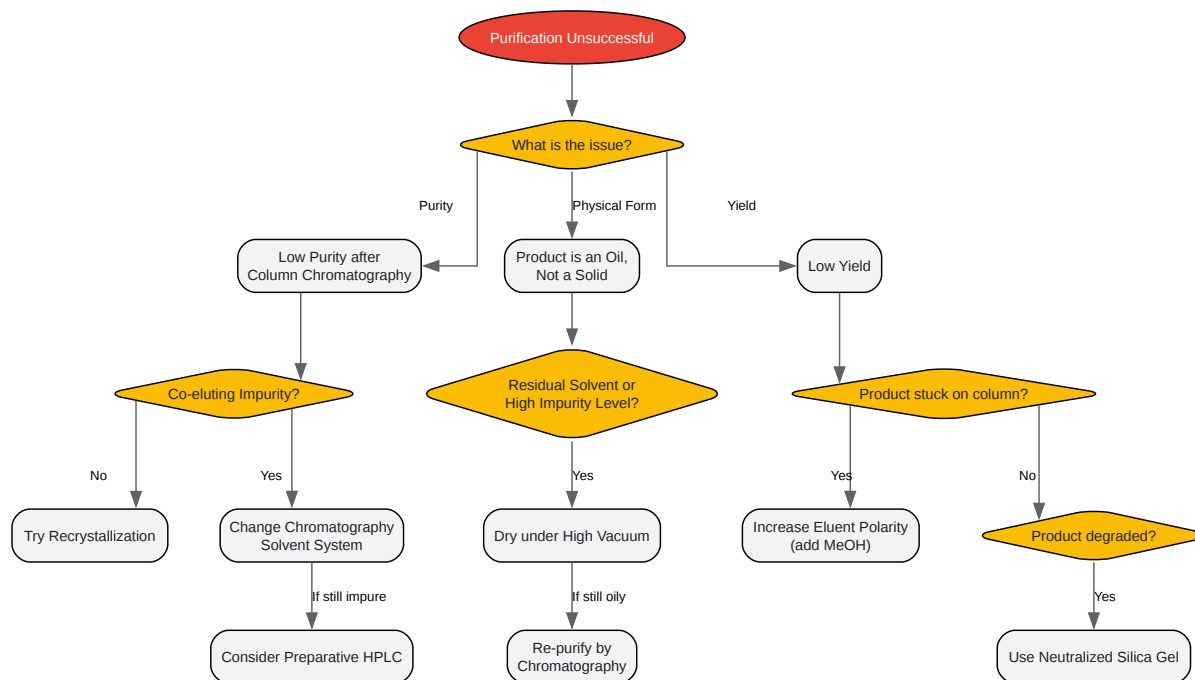 Purification Unsuccessful
What is the issue?
Purity
Physical Form
Yield
Low Purity after
Column Chromatography
Product is an Oil,
Not a Solid
Low Yield
Co-eluting Impurity?
Residual Solvent or
High Impurity Level?
Product stuck on column?
No
Yes
Yes
Yes
No
Try Recrystallization
Change Chromatography
Solvent System
Dry under High Vacuum
Increase Eluent Polarity
(add MeOH)
Product degraded?
If still impure
If still oily
Yes
Consider Preparative HPLC
Re-purify by
Chromatography
Use Neutralized Silica Gel